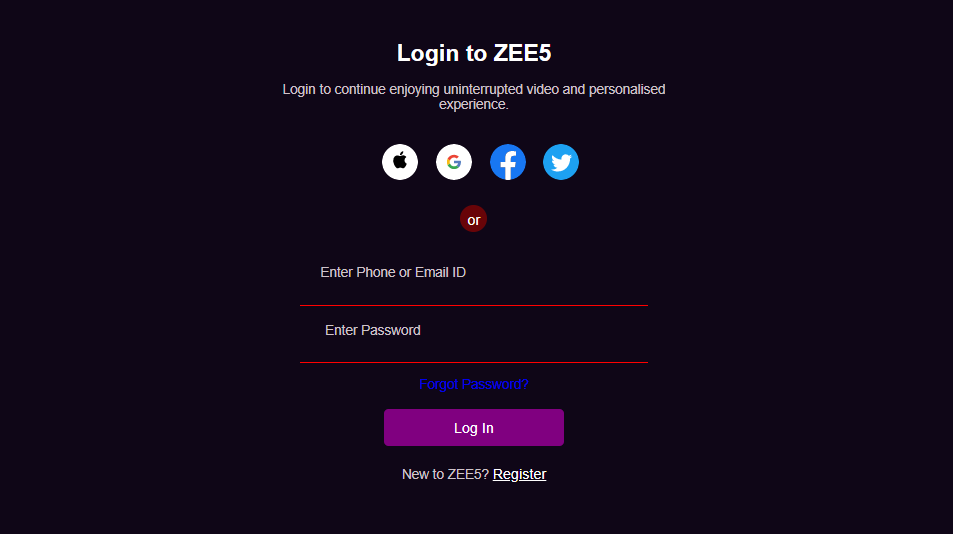 Login to ZEE5
Login to continue enjoying uninterrupted video and personalised
experience.
or
Enter Phone or Email ID
Enter Password
Forgot Password?
Log In
New to ZEE5? Register